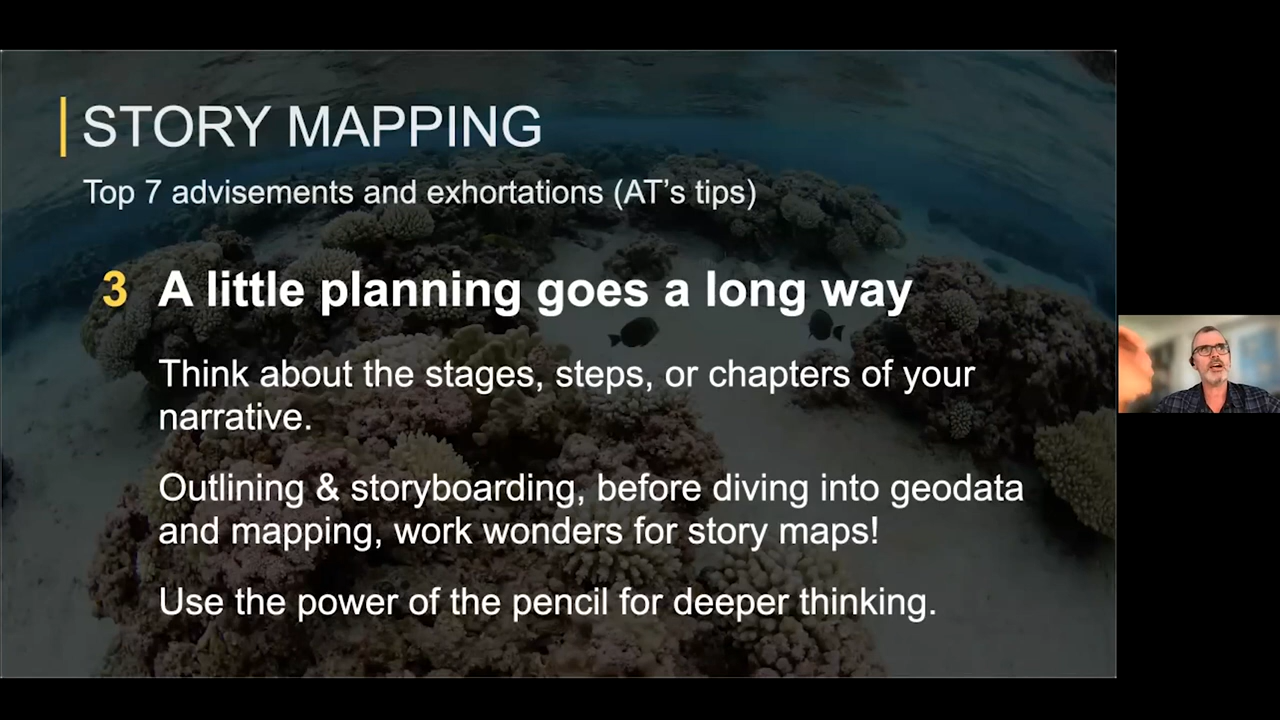 STORY MAPPING
Top 7 advisements and exhortations (AT’s tips)
3 A little planning goes a long way
Think about the stages, steps, or chapters of your
narrative.
Outlining & storyboarding, before diving into geodata
and mapping, work wonders for story maps!
Use the power of the pencil for deeper thinking.